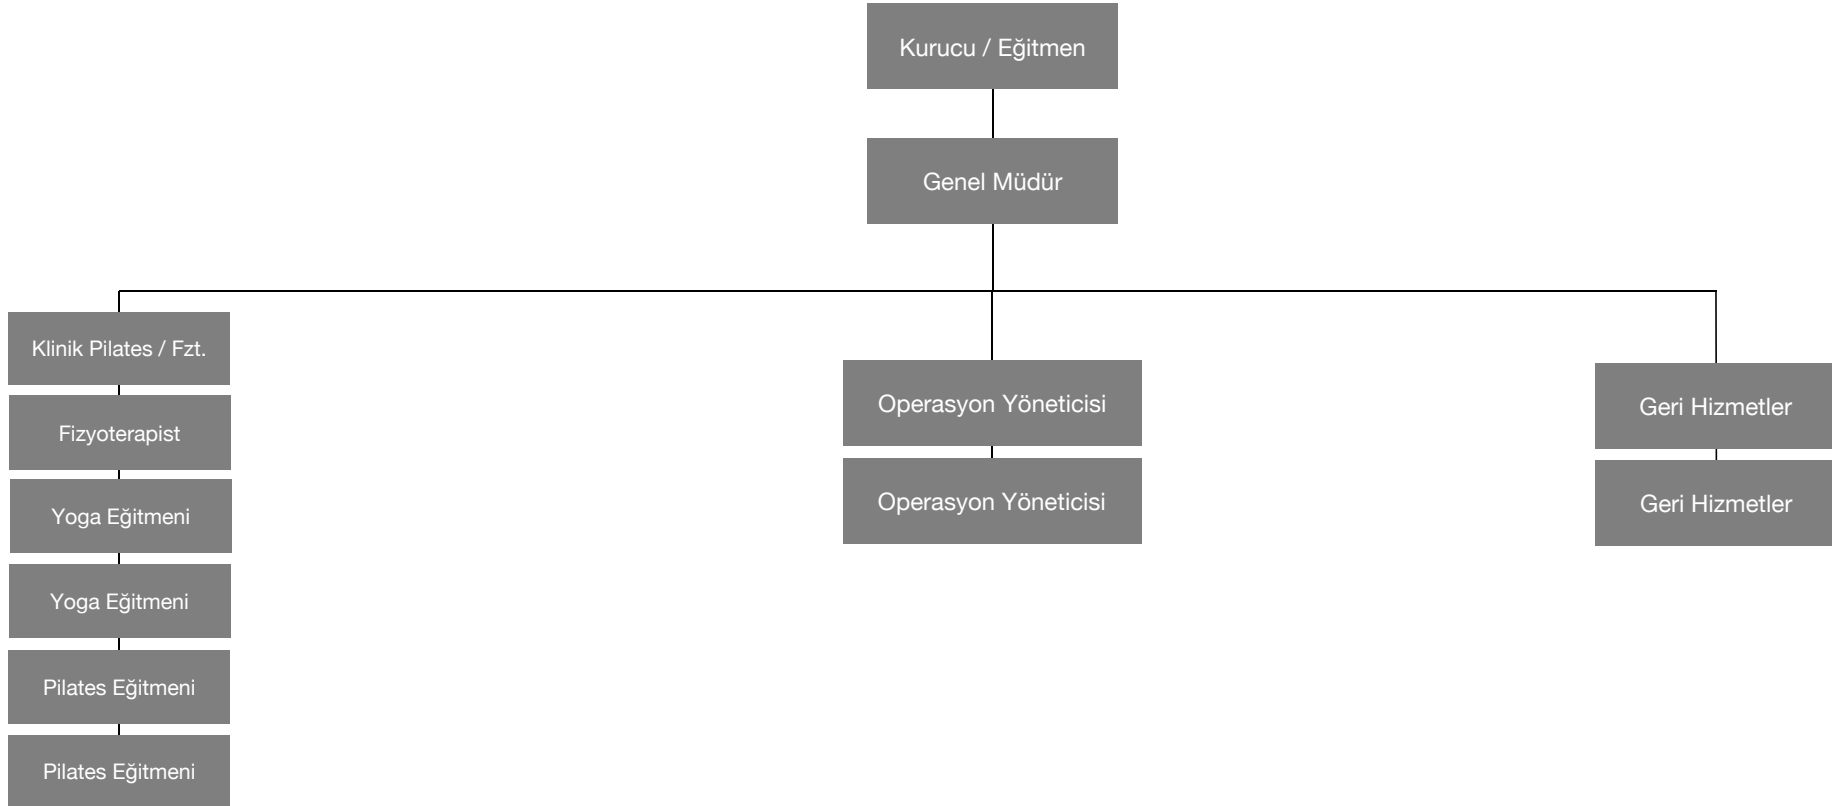 Kurucu / Eğitmen
Genel Müdür
Klinik Pilates / Fzt.
Fizyoterapist
Yoga Eğitmeni
Yoga Eğitmeni
Pilates Eğitmeni
Pilates Eğitmeni
Operasyon Yöneticisi
Operasyon Yöneticisi
Geri Hizmetler
Geri Hizmetler